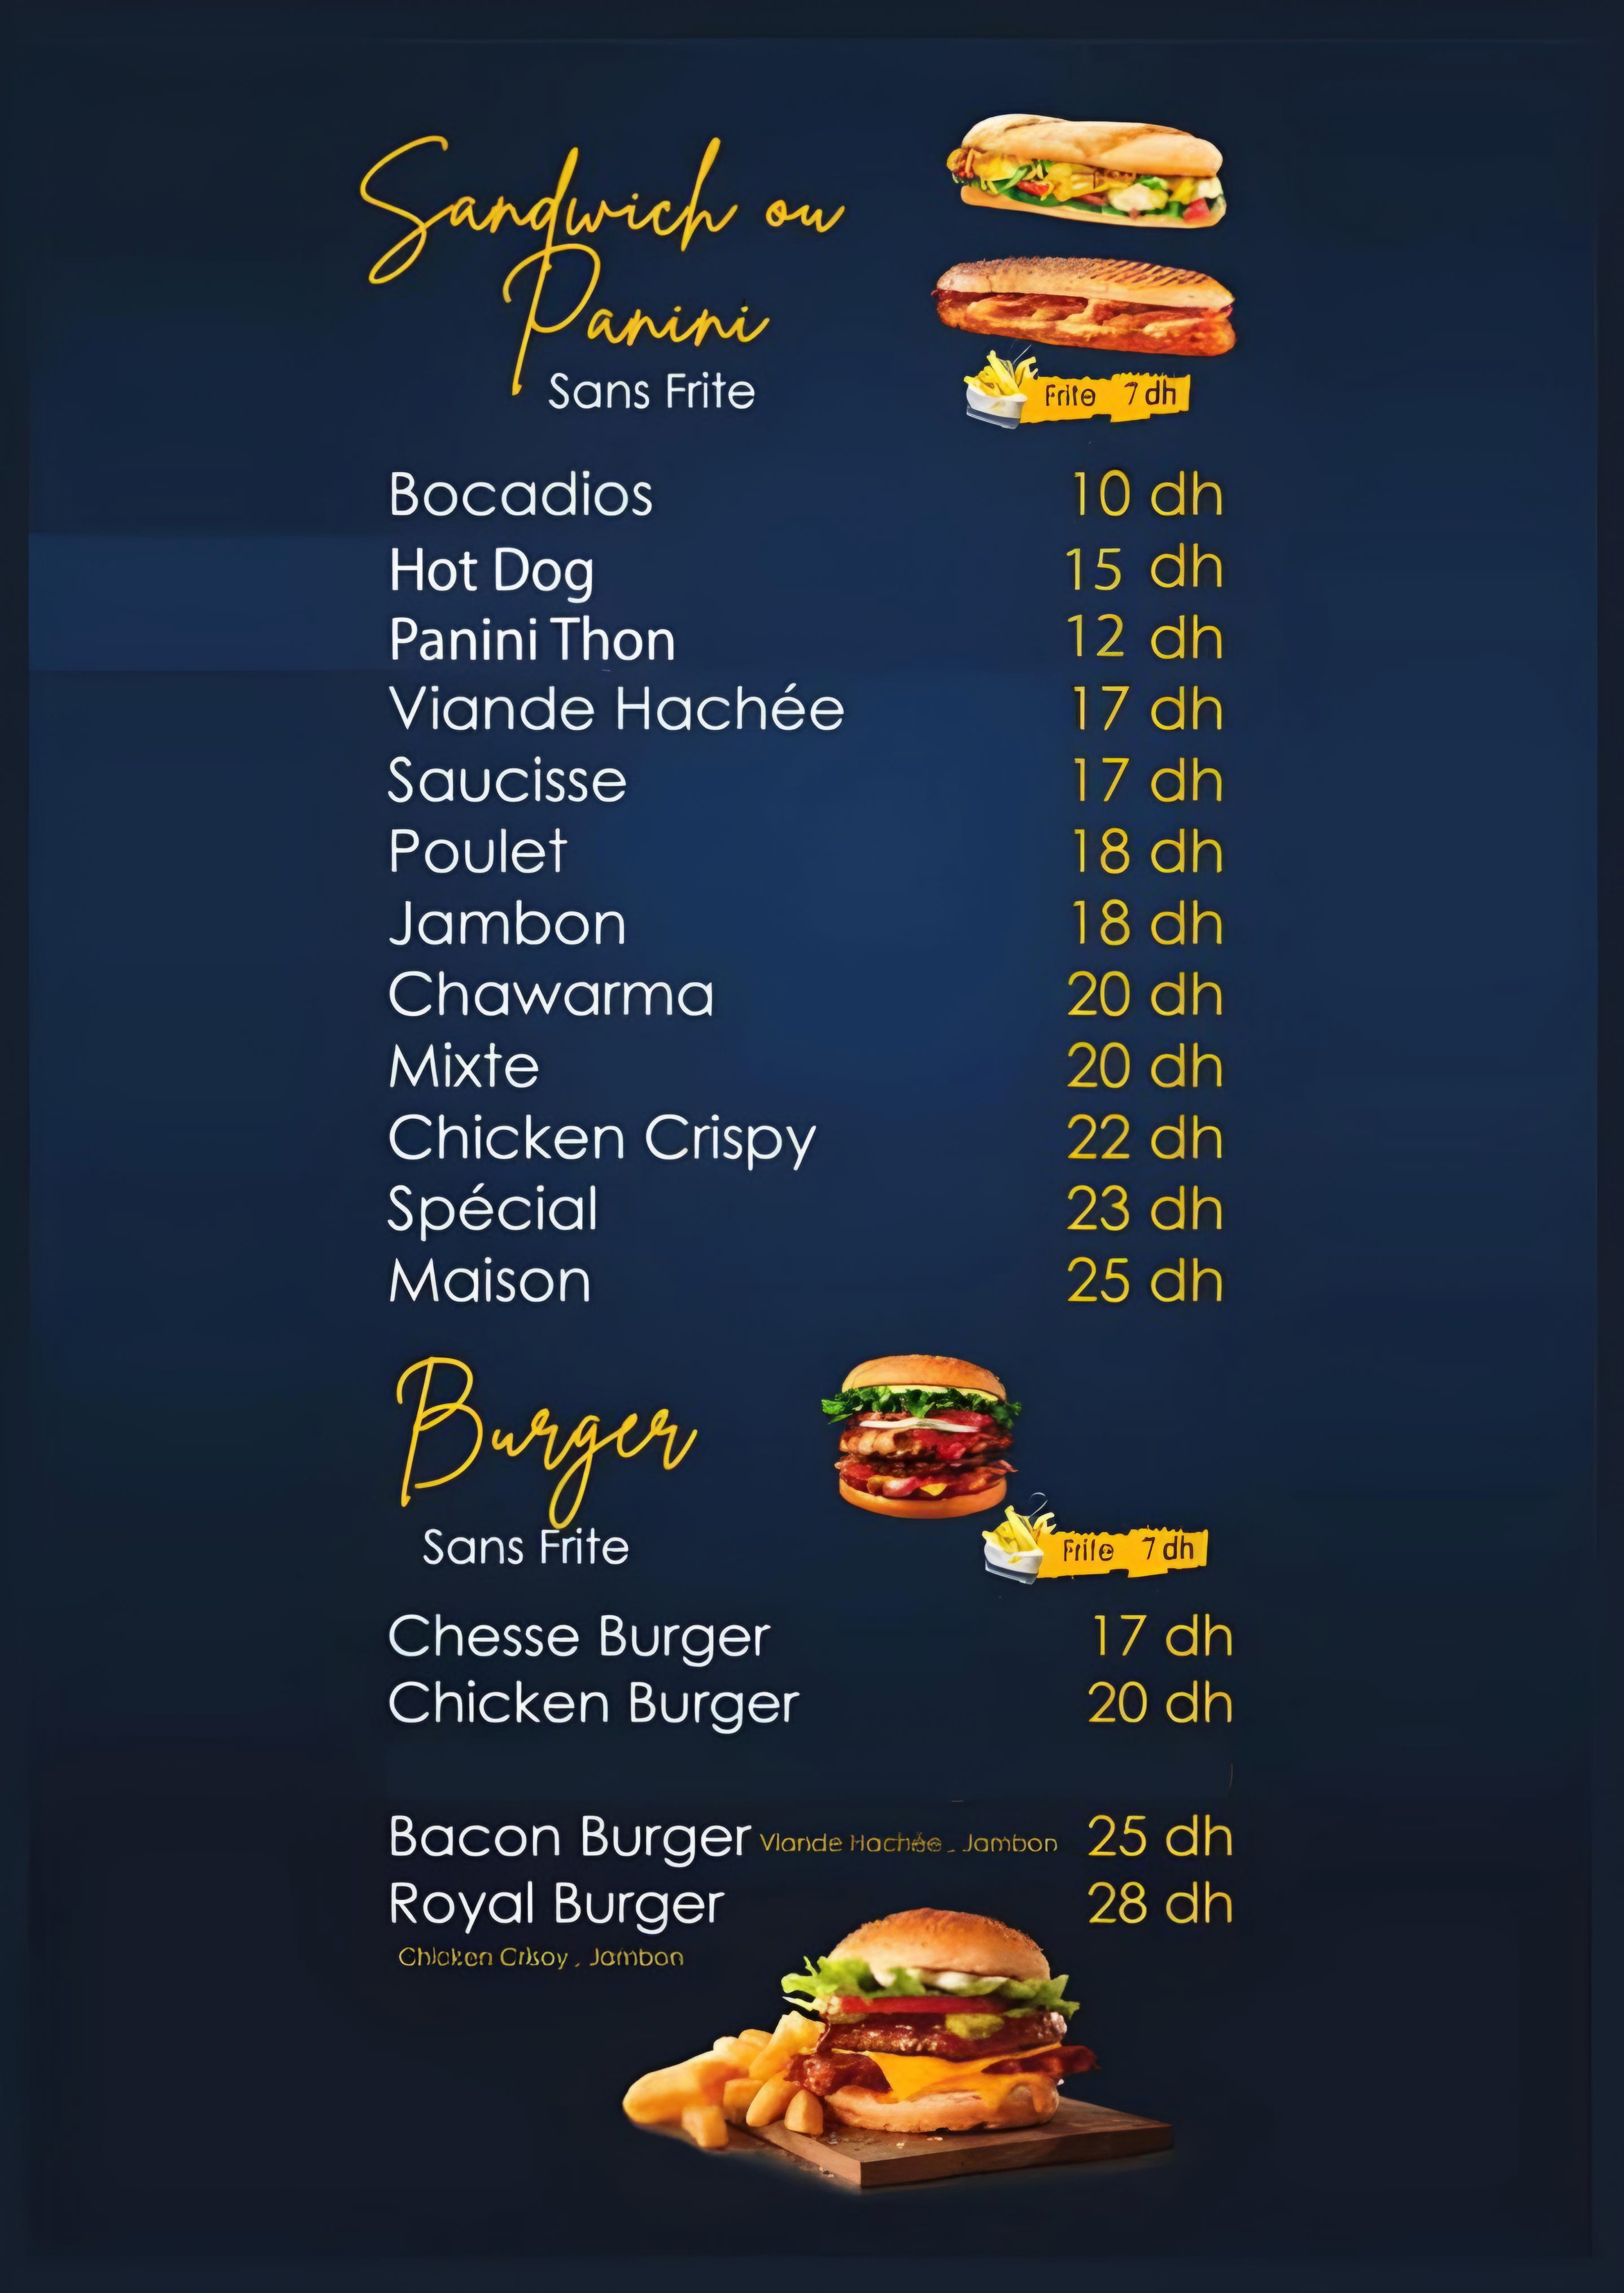 Sandwich ou
Panini
Sans Frite
Frite 7 dh
Bocadios 10 dh
Hot Dog 15 dh
Panini Thon 12 dh
Viande Hachée 17 dh
Saucisse 17 dh
Poulet 18 dh
Jambon 18 dh
Chawarma 20 dh
Mixte 20 dh
Chicken Crispy 22 dh
Spécial 23 dh
Maison 25 dh
Burger
Sans Frite
Frite 7 dh
Chesse Burger 17 dh
Chicken Burger 20 dh
Bacon Burger Viande Hachée . Jambon 25 dh
Royal Burger 28 dh
Chicken Crisoy , Jambon